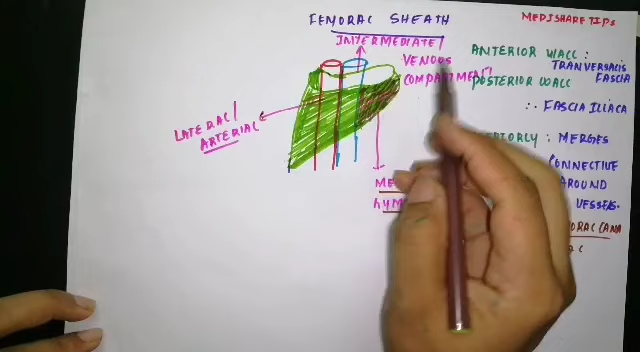 FEMORAL SHEATH
MEDISHARE TIPS
INTERMEDIATE/
VENOUS
COMPARTMENT
LATERAL/
ARTERIAL
ANTERIOR WALL :
TRANVERSALIS
FASCIA
POSTERIOR WALL
: FASCIA ILIACA
: MERGES
CONNECTIVE
AROUND
VESSELS.